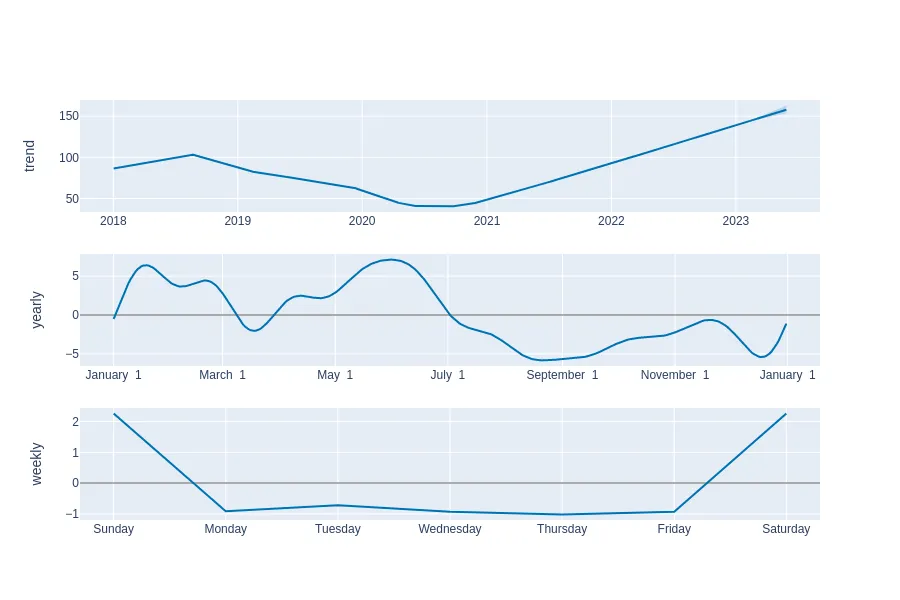 trend
150
100
50
2018 2019 2020 2021 2022 2023
yearly
5
0
−5
January 1 March 1 May 1 July 1 September 1 November 1 January 1
weekly
2
1
0
−1
Sunday Monday Tuesday Wednesday Thursday Friday Saturday